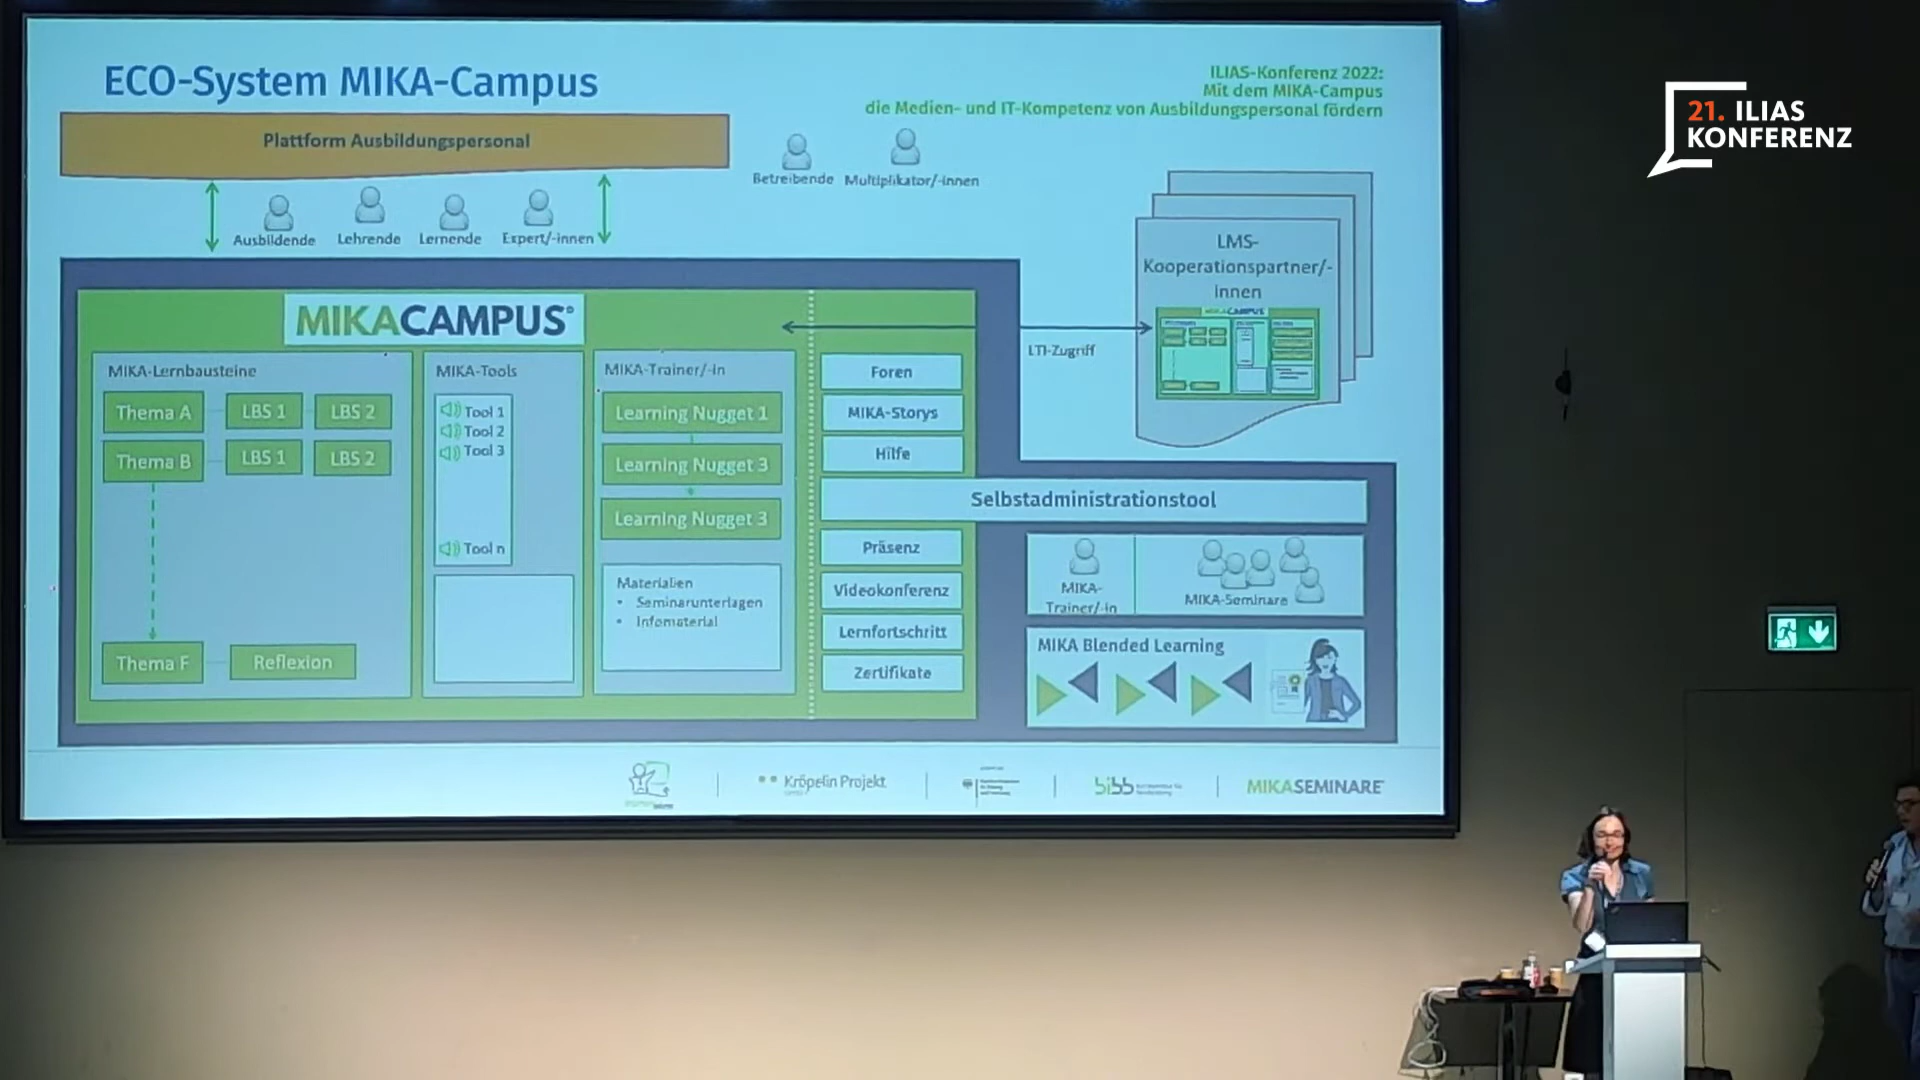 ECO-System MIKA-Campus
ILIAS-Konferenz 2022:
Mit dem MIKA-Campus
die Medien- und IT-Kompetenz von Ausbildungspersonal fördern
21. ILIAS
KONFERENZ
Plattform Ausbildungspersonal
Betreibende
Multiplikator/-innen
Ausbildende
Lehrende
Lernende
Expert/-innen
LMS-
Kooperationspartner/-
innen
MIKACAMPUS
LTI-Zugriff
MIKACAMPUS®
MIKA-Lernbausteine
Thema A
LBS 1
LBS 2
Thema B
LBS 1
LBS 2
Thema F
Reflexion
MIKA-Tools
Tool 1
Tool 2
Tool 3
Tool n
MIKA-Trainer/-in
Learning Nugget 1
Learning Nugget 3
Learning Nugget 3
Materialien
• Seminarunterlagen
• Infomaterial
Foren
MIKA-Storys
Hilfe
Selbstadministrationstool
Präsenz
Videokonferenz
Lernfortschritt
Zertifikate
MIKA-
Trainer/-in
MIKA-Seminare
MIKA Blended Learning
Kröpelin Projekt
bibb
MIKASEMINARE